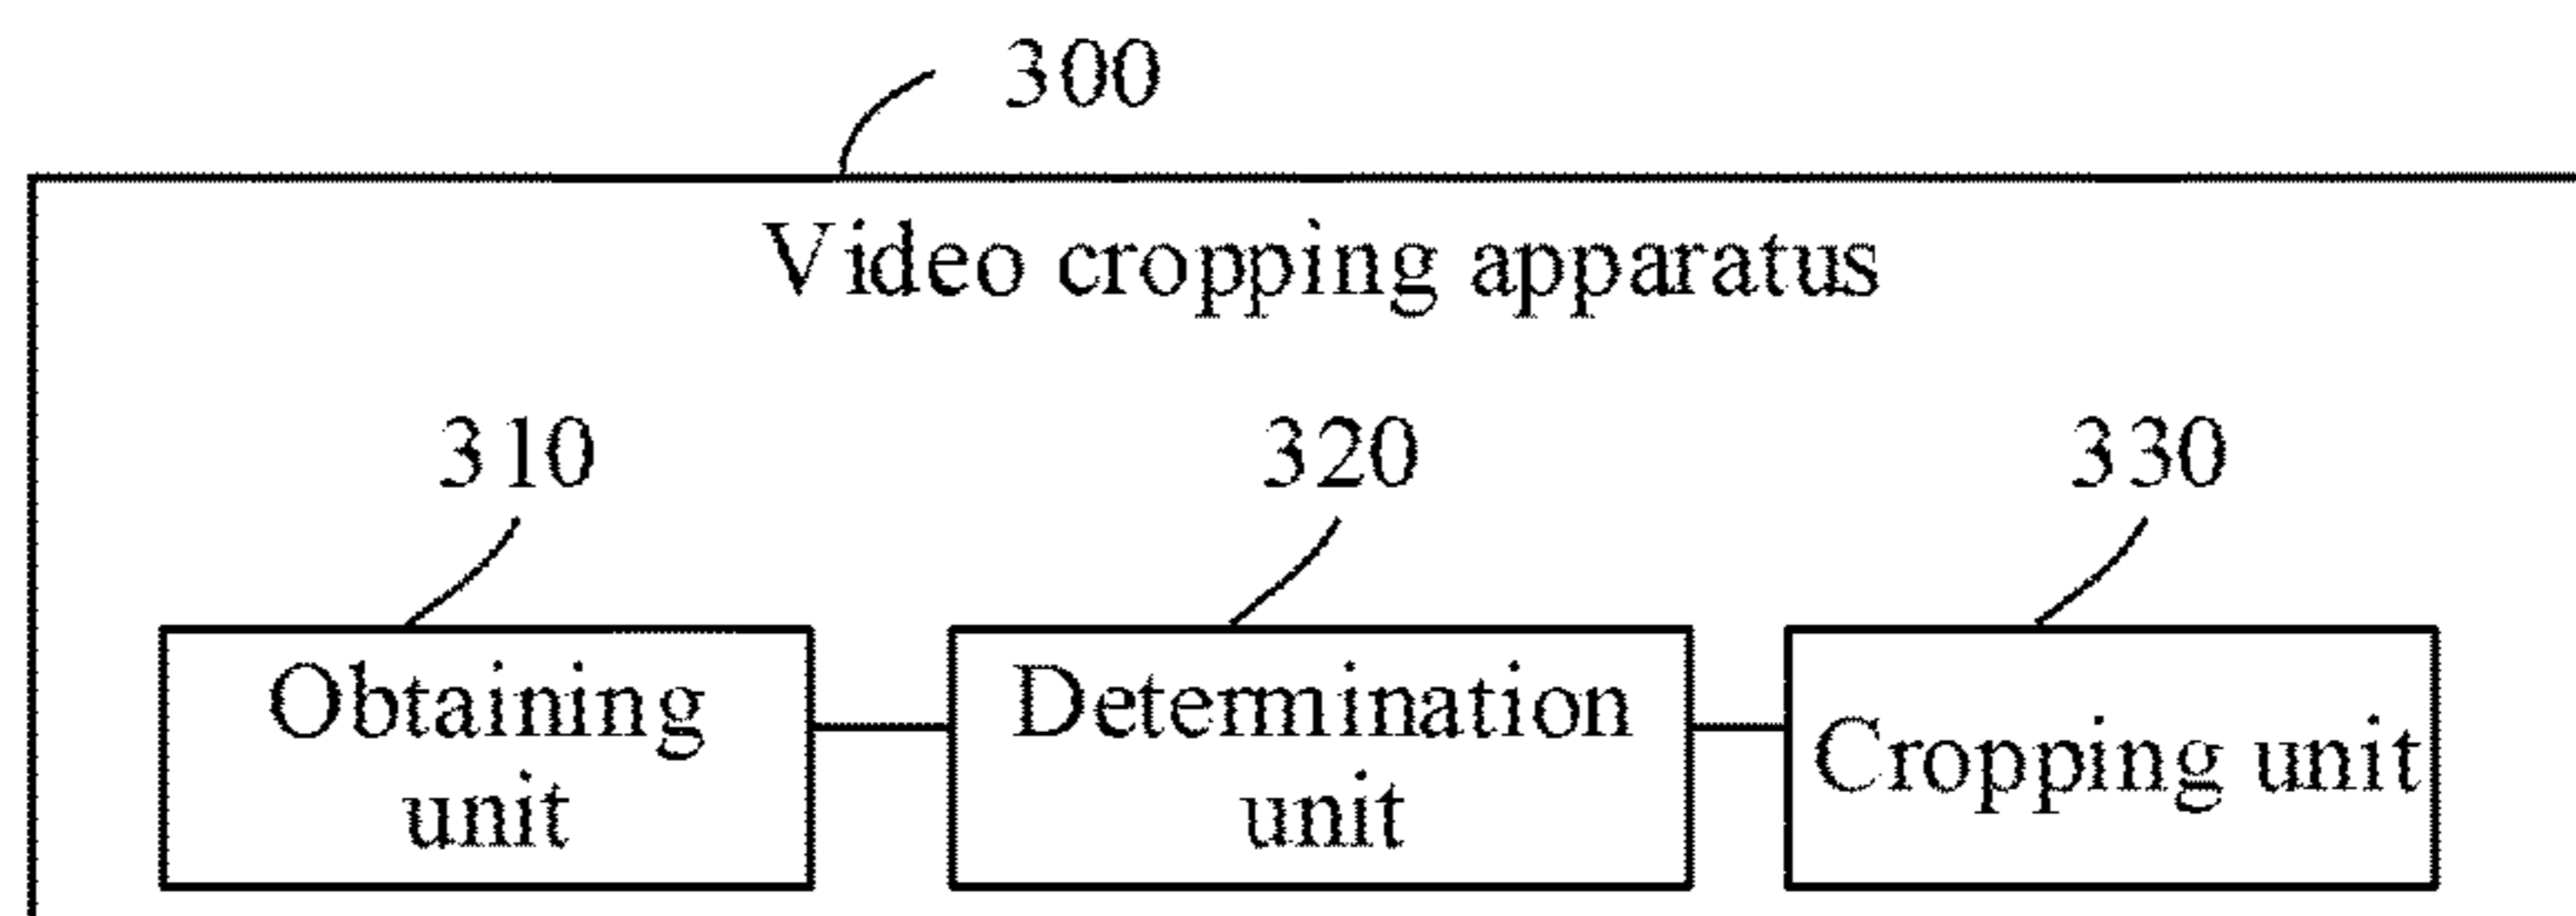 300
Video cropping apparatus
310
320
330
Obtaining
unit
Determination
unit
Cropping unit